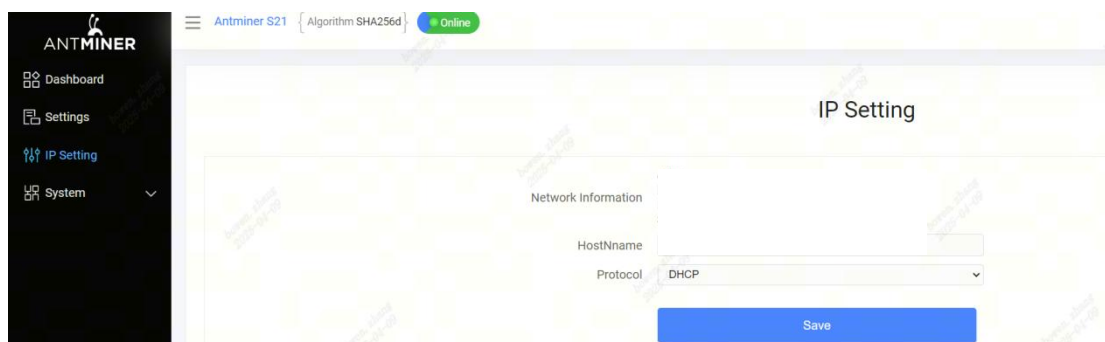 ANTMINER
Antminer S21 { Algorithm SHA256d } Online
Dashboard
Settings
IP Setting
System
IP Setting
Network Information
HostNname
Protocol DHCP
Save